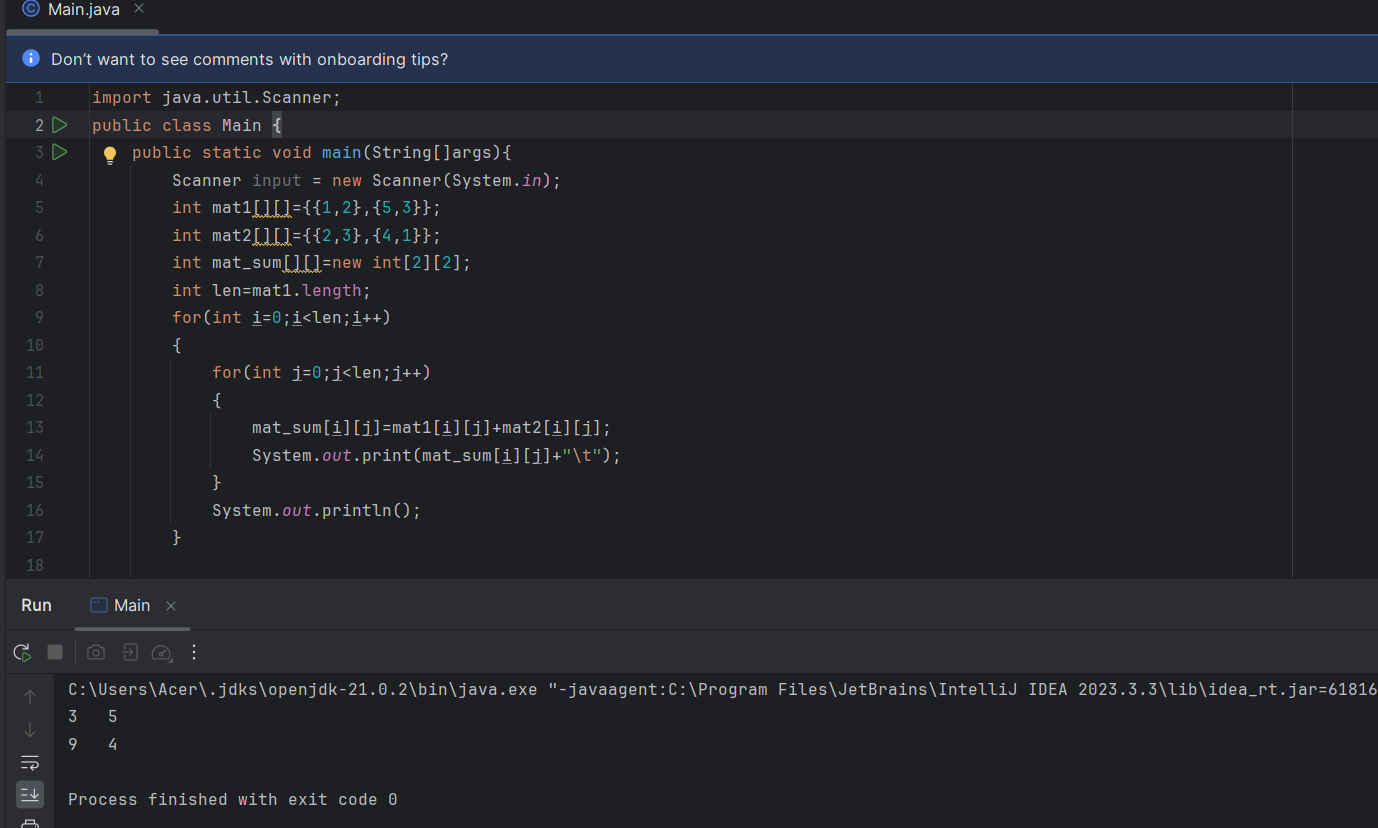 Main.java
Don't want to see comments with onboarding tips?
1 import java.util.Scanner;
2 public class Main {
3 public static void main(String[]args){
4 Scanner input = new Scanner(System.in);
5 int mat1[][]={{1,2},{5,3}};
6 int mat2[][]={{2,3},{4,1}};
7 int mat_sum[][]=new int[2][2];
8 int len=mat1.length;
9 for(int i=0;i<len;i++)
10 {
11 for(int j=0;j<len;j++)
12 {
13 mat_sum[i][j]=mat1[i][j]+mat2[i][j];
14 System.out.print(mat_sum[i][j]+"\t");
15 }
16 System.out.println();
17 }
18
Run Main
C:\Users\Acer\.jdks\openjdk-21.0.2\bin\java.exe "-javaagent:C:\Program Files\JetBrains\IntelliJ IDEA 2023.3.3\lib\idea_rt.jar=61816
3 5
9 4
Process finished with exit code 0